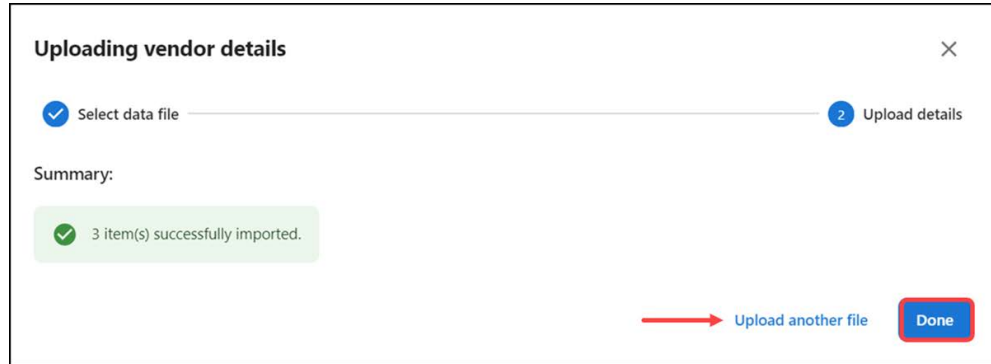 Uploading vendor details
Select data file
2 Upload details
Summary:
3 item(s) successfully imported.
Upload another file Done